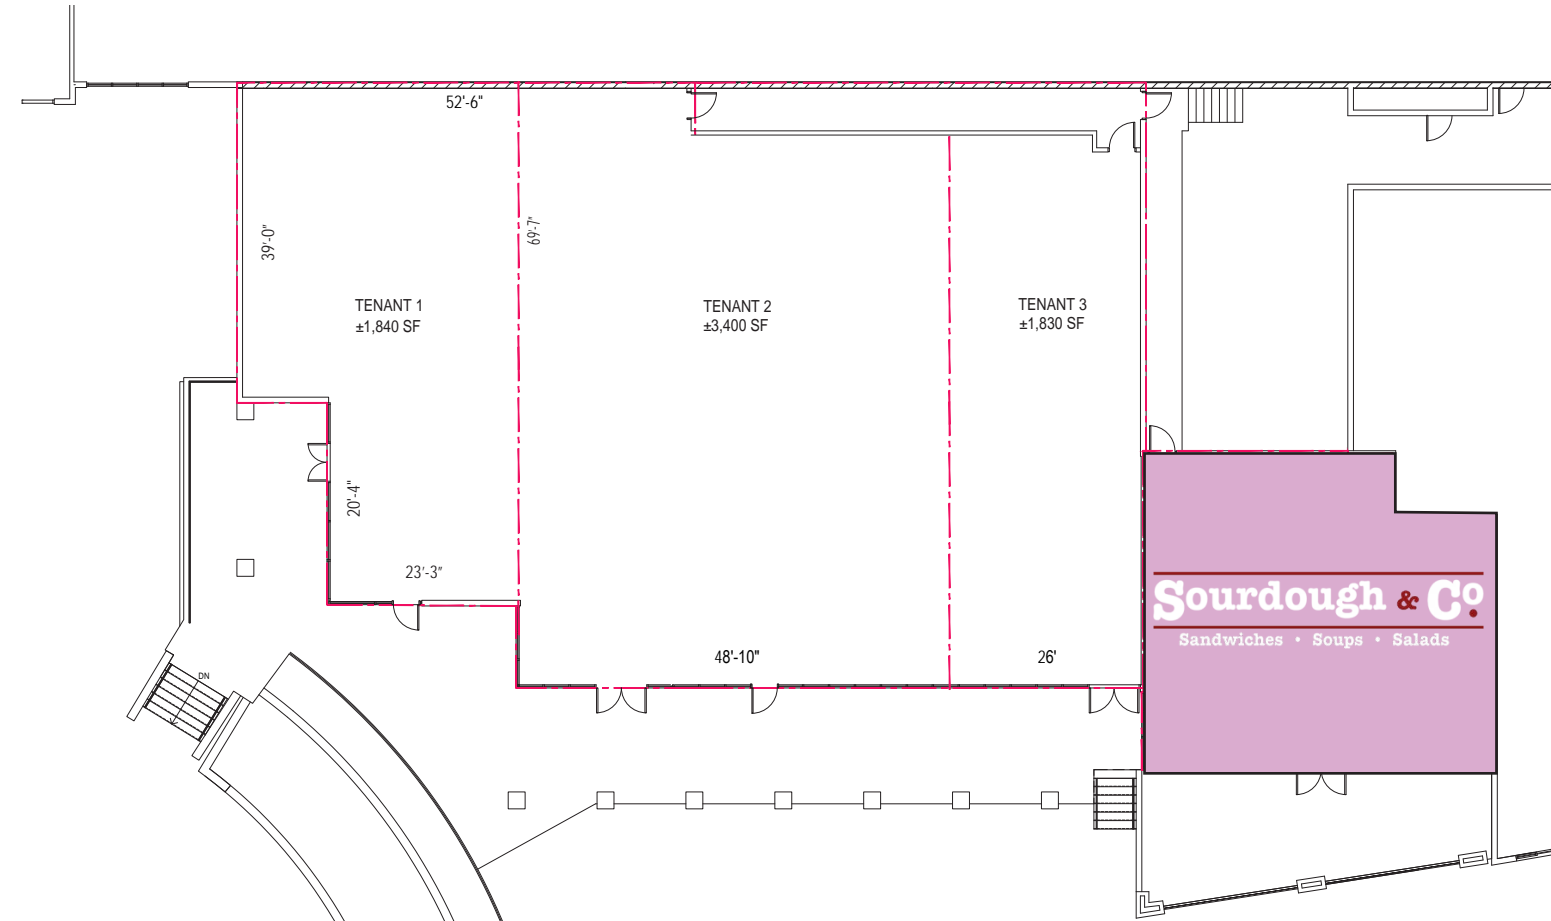 52'-6"
39'-0"
69'-7"
TENANT 1
±1,840 SF
TENANT 2
±3,400 SF
TENANT 3
±1,830 SF
20'-4"
23'-3"
48'-10"
26'
Sourdough & Co.
Sandwiches • Soups • Salads
DN